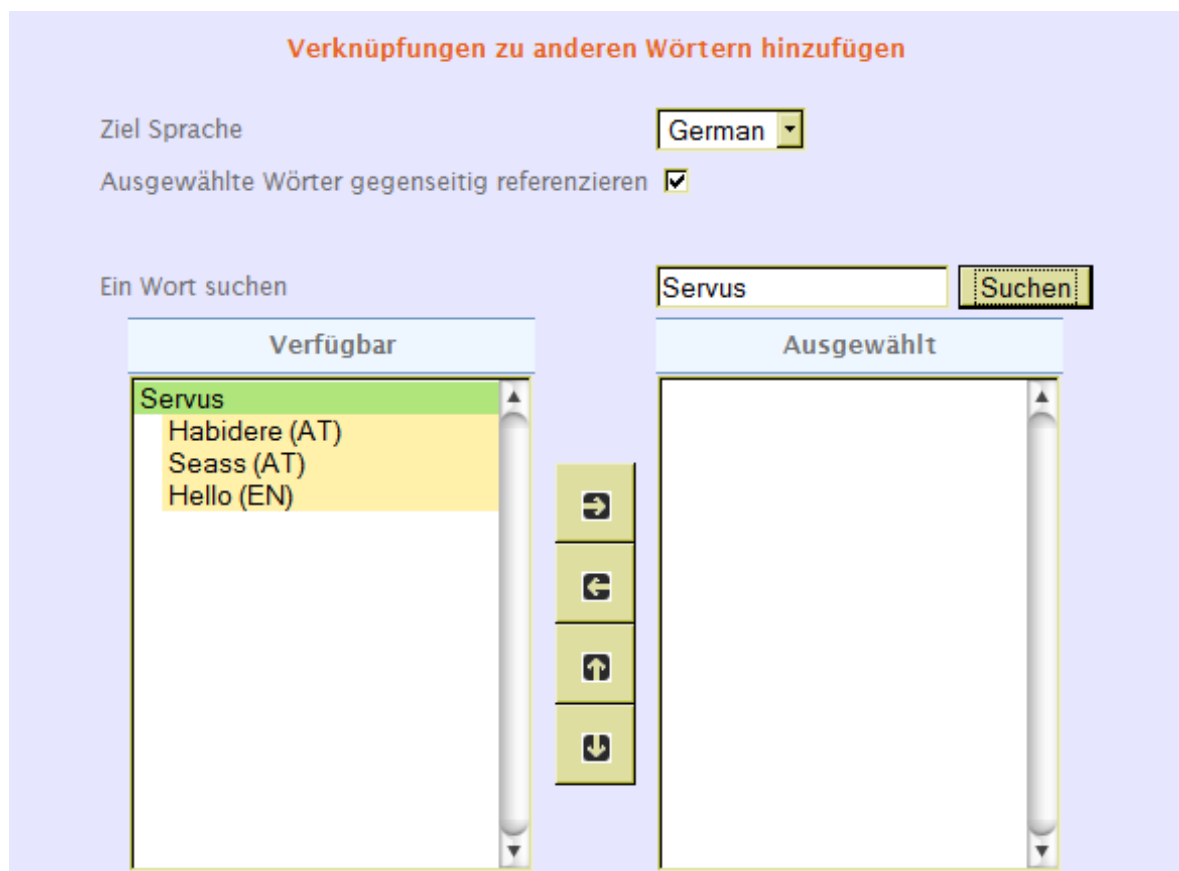 Verknüpfungen zu anderen Wörtern hinzufügen
Ziel Sprache German
Ausgewählte Wörter gegenseitig referenzieren
Ein Wort suchen Servus Suchen
Verfügbar Ausgewählt
Servus
Habidere (AT)
Seass (AT)
Hello (EN)